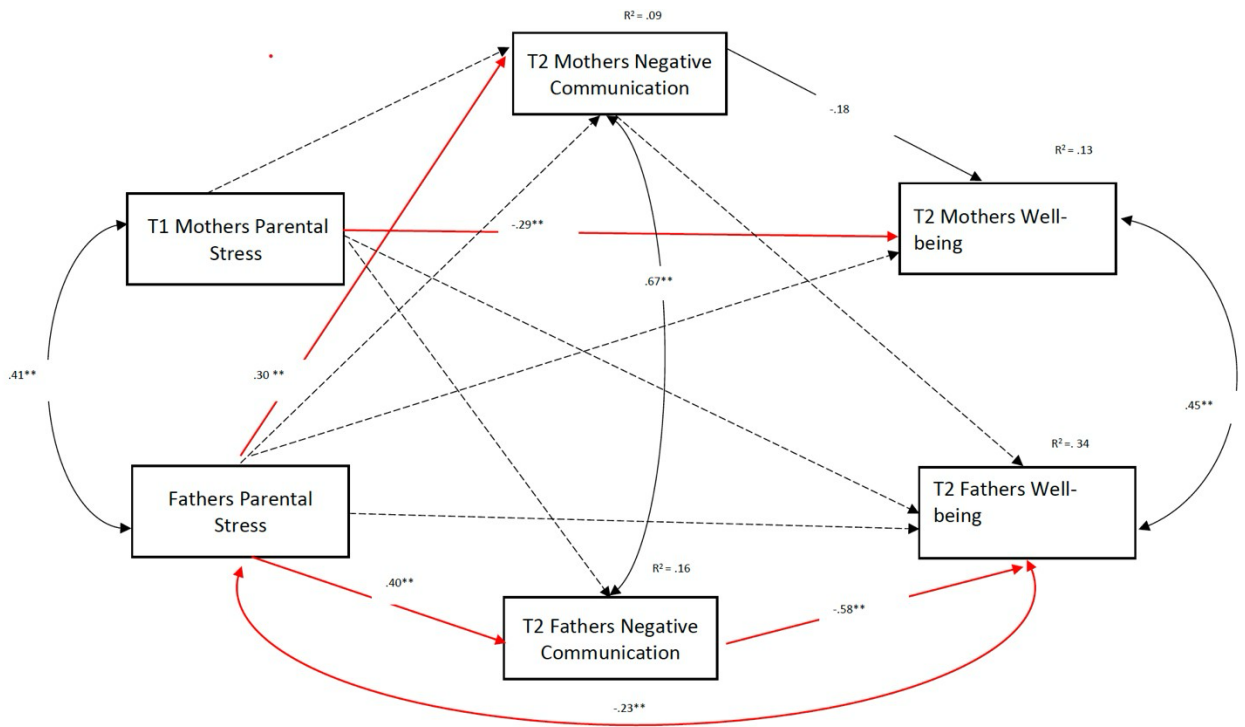 R² = .09
T2 Mothers Negative
Communication
-.18
R² = .13
T1 Mothers Parental
Stress
-.29**
T2 Mothers Well-
being
.67**
.41**
.30 **
.45**
R² = . 34
Fathers Parental
Stress
T2 Fathers Well-
being
R² = .16
.40**
-.58**
T2 Fathers Negative
Communication
-.23**